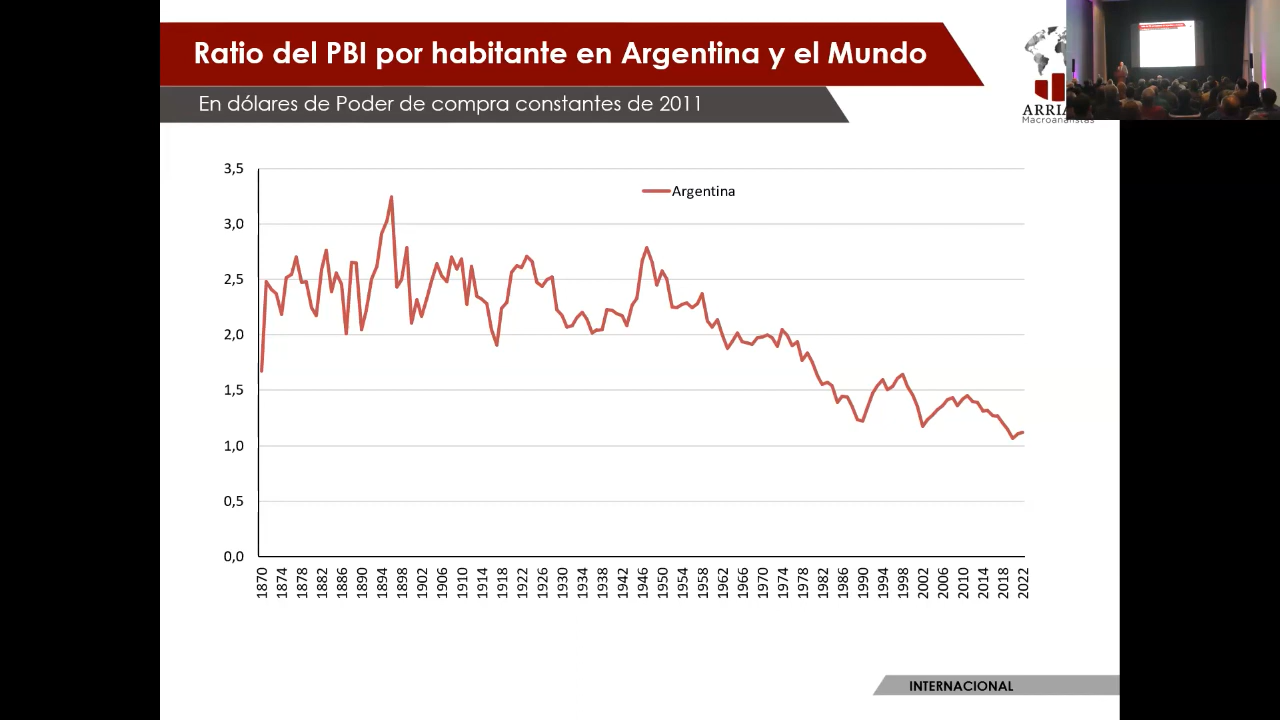 Ratio del PBI por habitante en Argentina y el Mundo
En dólares de Poder de compra constantes de 2011
Macroanalistas
Argentina
3,5
3,0
2,5
2,0
1,5
1,0
0,5
0,0
1870 1874 1878 1882 1886 1890 1894 1898 1902 1906 1910 1914 1918 1922 1926 1930 1934 1938 1942 1946 1950 1954 1958 1962 1966 1970 1974 1978 1982 1986 1990 1994 1998 2002 2006 2010 2014 2018 2022
INTERNACIONAL